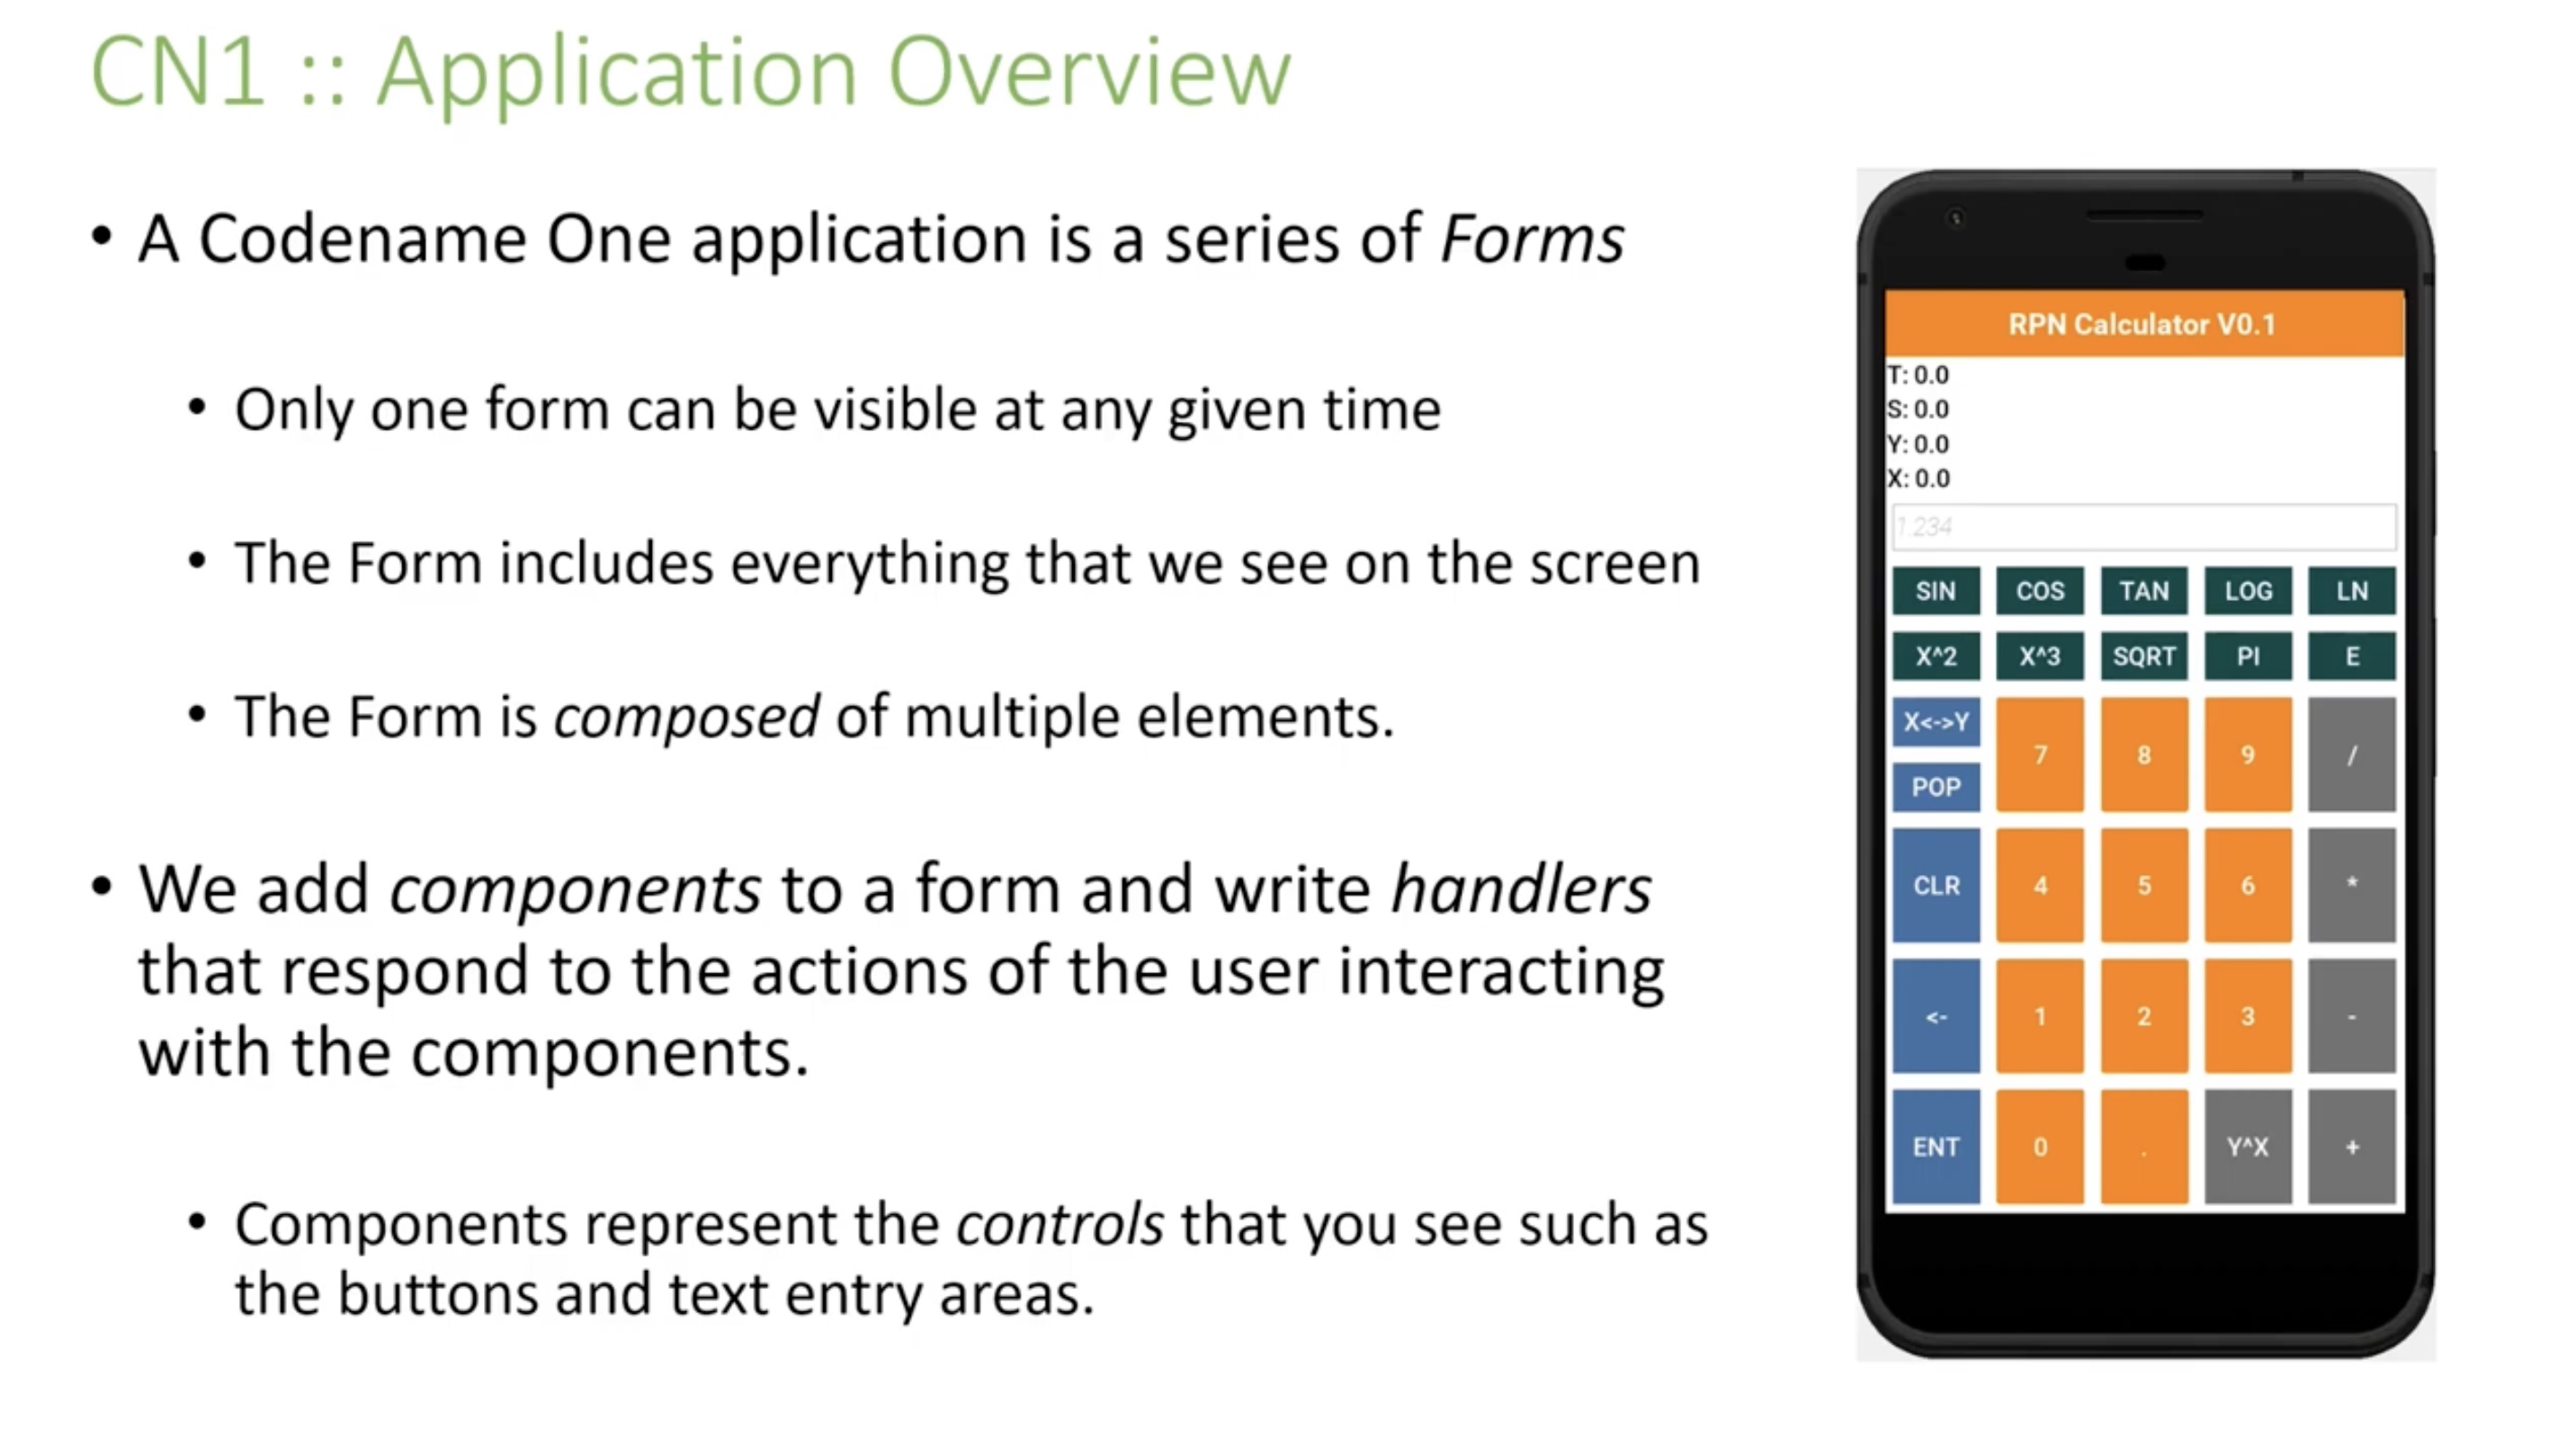 CN1 :: Application Overview
• A Codename One application is a series of Forms
• Only one form can be visible at any given time
• The Form includes everything that we see on the screen
• The Form is composed of multiple elements.
• We add components to a form and write handlers
that respond to the actions of the user interacting
with the components.
• Components represent the controls that you see such as
the buttons and text entry areas.
RPN Calculator V0.1
T: 0.0
S: 0.0
Y: 0.0
X: 0.0
1.234
SIN COS TAN LOG LN
X^2 X^3 SQRT PI E
X<->Y 7 8 9 /
POP
CLR 4 5 6 *
<- 1 2 3 -
ENT 0 . Y^X +